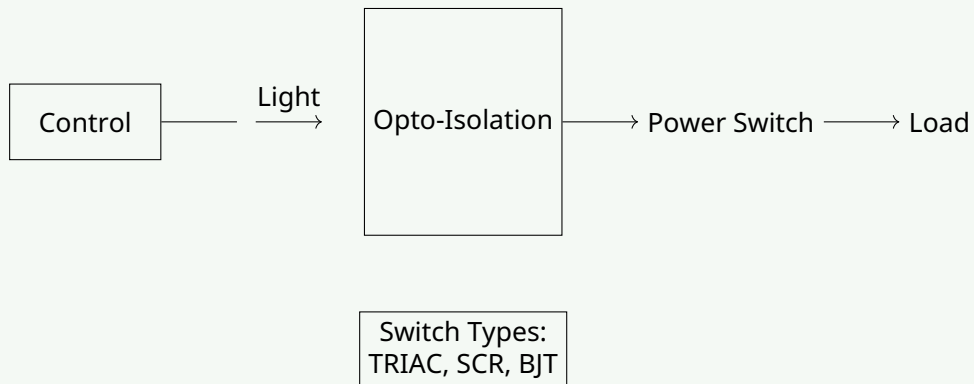 Light
Control
Opto-Isolation
Power Switch
Load
Switch Types:
TRIAC, SCR, BJT